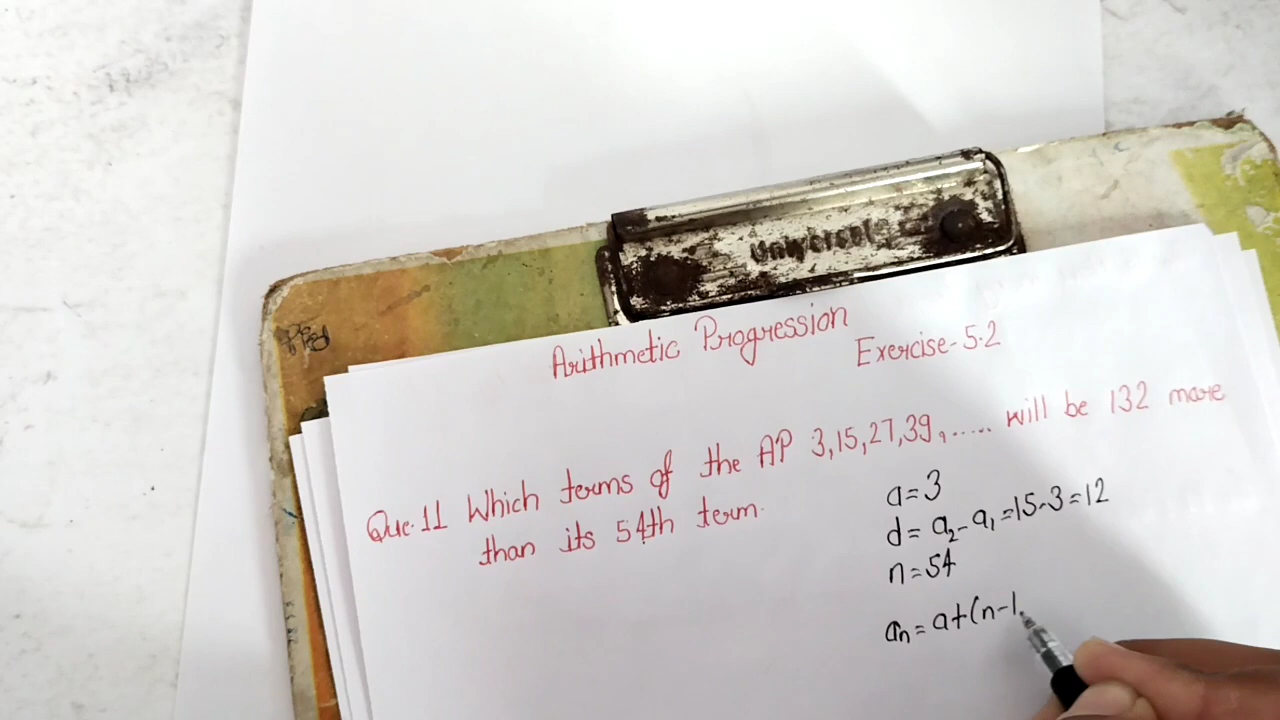 Universal
Arithmetic Progression
Exercise-5.2
Que.11 Which terms of the AP 3,15,27,39,..... will be 132 more
than its 54th term.
a=3
d= a₂-a₁=15-3=12
n=54
an= a+(n-1